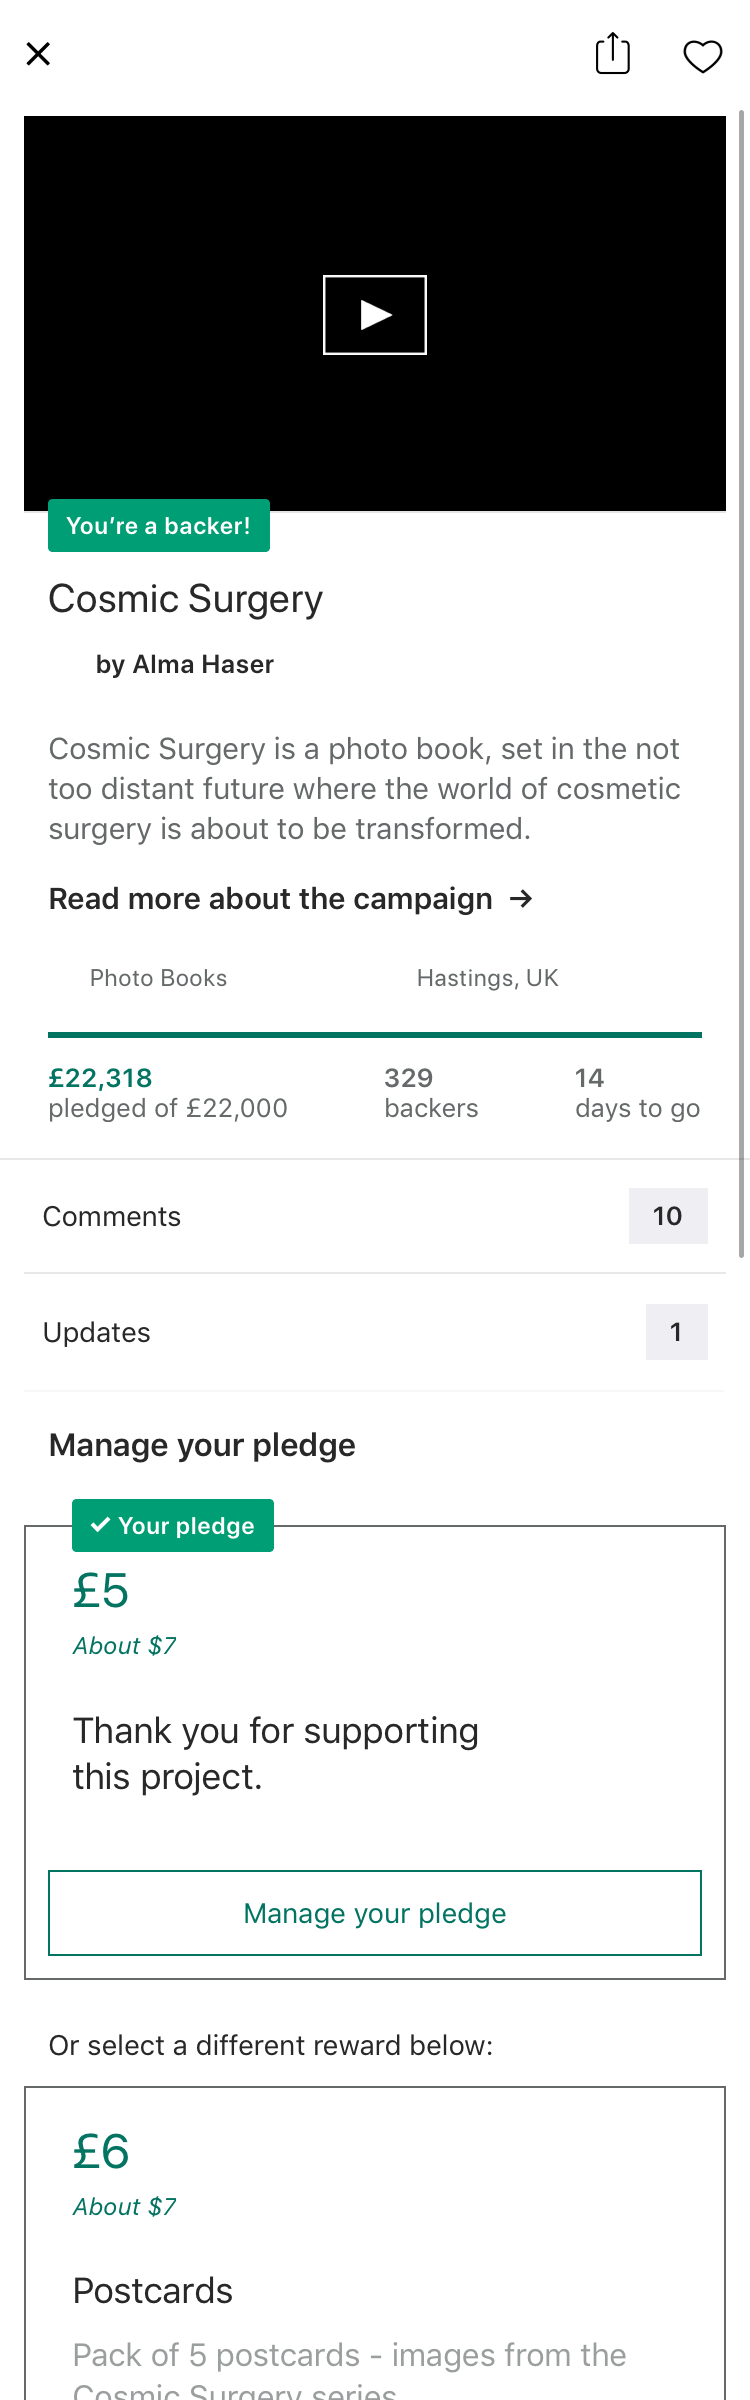 You're a backer!
Cosmic Surgery
by Alma Haser
Cosmic Surgery is a photo book, set in the not
too distant future where the world of cosmetic
surgery is about to be transformed.
Read more about the campaign →
Photo Books
Hastings, UK
£22,318
pledged of £22,000
329
backers
14
days to go
Comments
10
Updates
1
Manage your pledge
✓ Your pledge
£5
About $7
Thank you for supporting
this project.
Manage your pledge
Or select a different reward below:
£6
About $7
Postcards
Pack of 5 postcards - images from the
Cosmic Surgery series